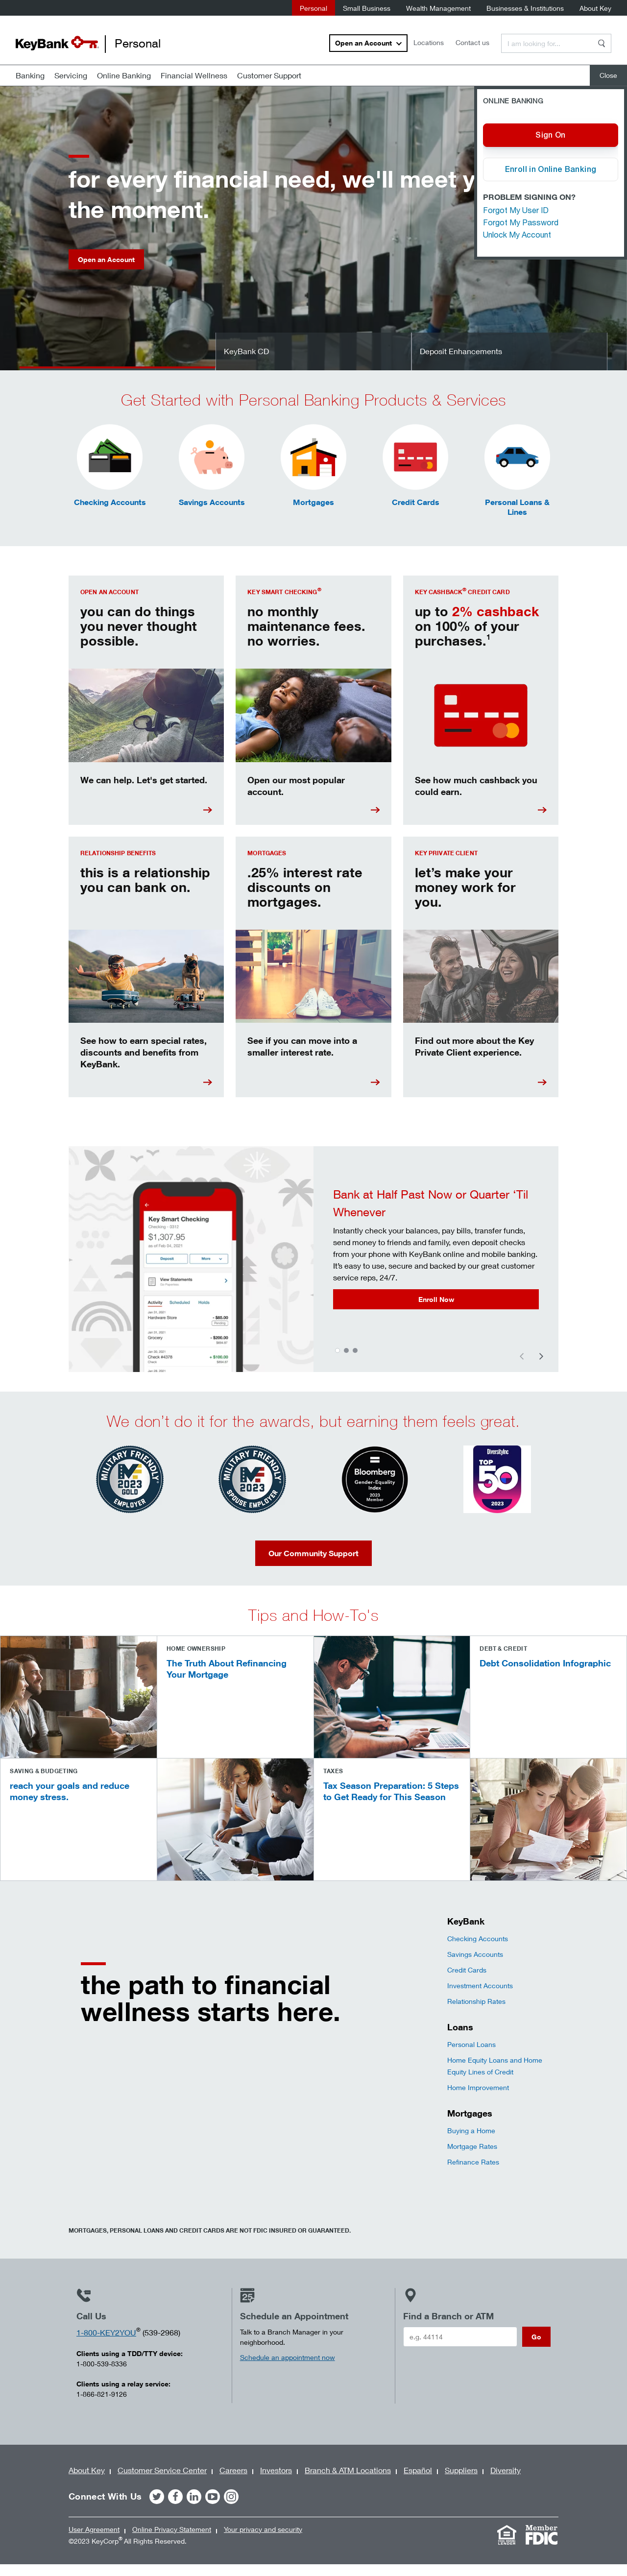 Personal
Small Business
Wealth Management
Businesses & Institutions
About Key
KeyBank
Personal
Open an Account
Locations
Contact us
I am looking for...
Banking
Servicing
Online Banking
Financial Wellness
Customer Support
Close
ONLINE BANKING
Sign On
Enroll in Online Banking
PROBLEM SIGNING ON?
Forgot My User ID
Forgot My Password
Unlock My Account
for every financial need, we'll meet y
the moment.
Open an Account
KeyBank CD
Deposit Enhancements
Get Started with Personal Banking Products & Services
Checking Accounts
Savings Accounts
Mortgages
Credit Cards
Personal Loans &
Lines
OPEN AN ACCOUNT
you can do things
you never thought
possible.
We can help. Let's get started.
KEY SMART CHECKING®
no monthly
maintenance fees.
no worries.
Open our most popular
account.
KEY CASHBACK® CREDIT CARD
up to 2% cashback
on 100% of your
purchases.1
See how much cashback you
could earn.
RELATIONSHIP BENEFITS
this is a relationship
you can bank on.
See how to earn special rates,
discounts and benefits from
KeyBank.
MORTGAGES
.25% interest rate
discounts on
mortgages.
See if you can move into a
smaller interest rate.
KEY PRIVATE CLIENT
let’s make your
money work for
you.
Find out more about the Key
Private Client experience.
Key Smart Checking
Checking - 0213
$1,307.95
as of Feb 24, 2021
Deposit
More
View Statements
Activity
Scheduled
Holds
Hardware Store
Grocery
Check #4378
Bank at Half Past Now or Quarter ‘Til
Whenever
Instantly check your balances, pay bills, transfer funds,
send money to friends and family, even deposit checks
from your phone with KeyBank online and mobile banking.
It’s easy to use, secure and backed by our great customer
service reps, 24/7.
Enroll Now
We don't do it for the awards, but earning them feels great.
MILITARY FRIENDLY
2023
GOLD
EMPLOYER
MILITARY FRIENDLY
2023
SPOUSE EMPLOYER
Bloomberg
Gender-Equality
Index
2023
Member
DiversityInc
TOP
50
2023
Our Community Support
Tips and How-To's
HOME OWNERSHIP
The Truth About Refinancing
Your Mortgage
DEBT & CREDIT
Debt Consolidation Infographic
SAVING & BUDGETING
reach your goals and reduce
money stress.
TAXES
Tax Season Preparation: 5 Steps
to Get Ready for This Season
the path to financial
wellness starts here.
KeyBank
Checking Accounts
Savings Accounts
Credit Cards
Investment Accounts
Relationship Rates
Loans
Personal Loans
Home Equity Loans and Home
Equity Lines of Credit
Home Improvement
Mortgages
Buying a Home
Mortgage Rates
Refinance Rates
MORTGAGES, PERSONAL LOANS AND CREDIT CARDS ARE NOT FDIC INSURED OR GUARANTEED.
Call Us
1-800-KEY2YOU® (539-2968)
Clients using a TDD/TTY device:
1-800-539-8336
Clients using a relay service:
1-866-821-9126
25
Schedule an Appointment
Talk to a Branch Manager in your
neighborhood.
Schedule an appointment now
Find a Branch or ATM
e.g. 44114
Go
About Key
Customer Service Center
Careers
Investors
Branch & ATM Locations
Español
Suppliers
Diversity
Connect With Us
User Agreement
Online Privacy Statement
Your privacy and security
©2023 KeyCorp® All Rights Reserved.
Member
FDIC